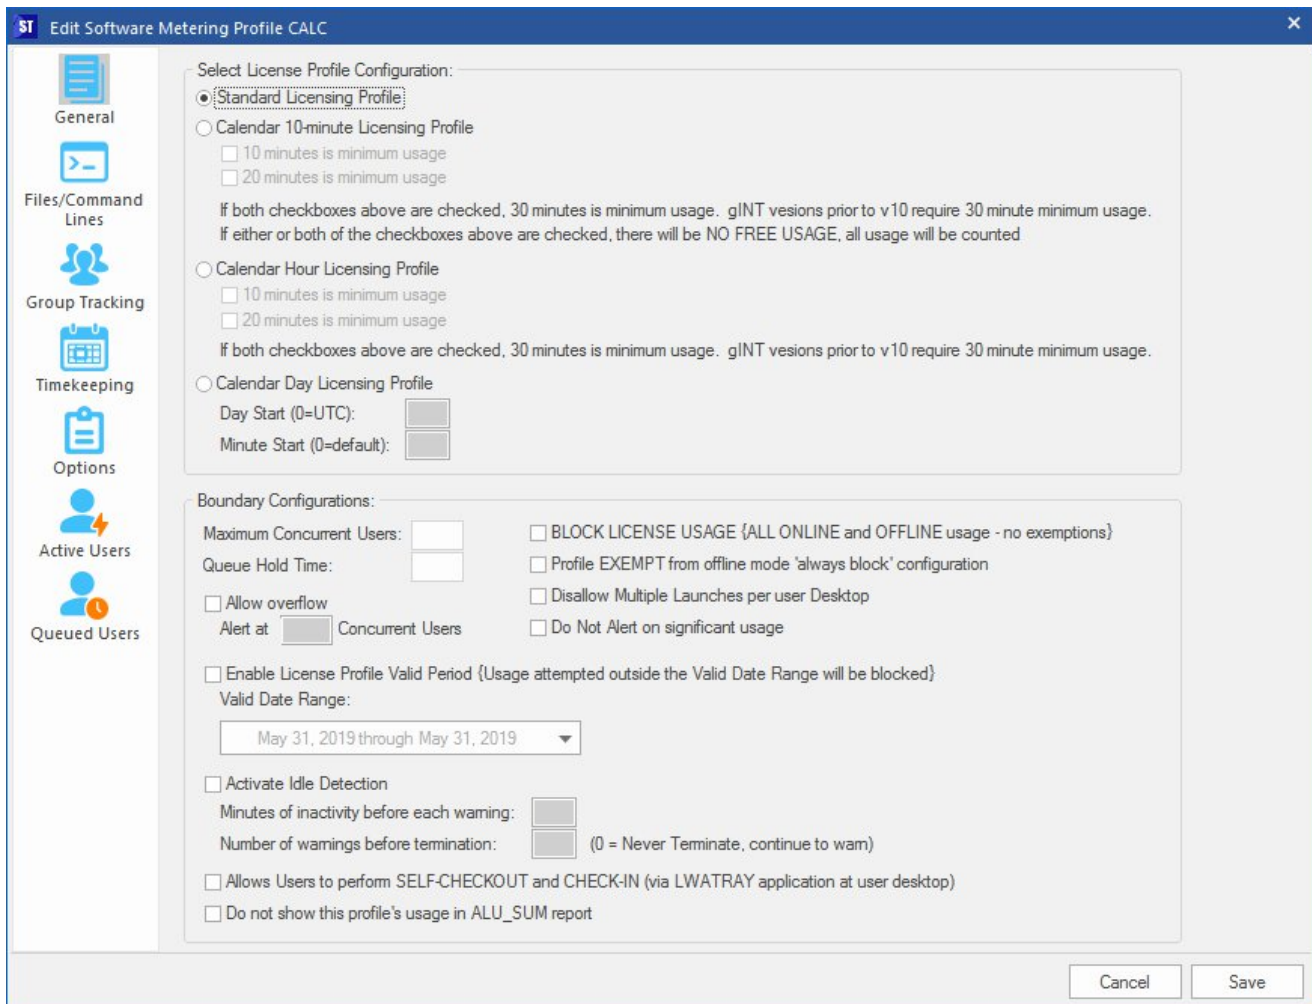 ST Edit Software Metering Profile CALC
General
Files/Command
Lines
Group Tracking
Timekeeping
Options
Active Users
Queued Users
Select License Profile Configuration:
Standard Licensing Profile
Calendar 10-minute Licensing Profile
10 minutes is minimum usage
20 minutes is minimum usage
If both checkboxes above are checked, 30 minutes is minimum usage. gINT vesions prior to v10 require 30 minute minimum usage.
If either or both of the checkboxes above are checked, there will be NO FREE USAGE, all usage will be counted
Calendar Hour Licensing Profile
10 minutes is minimum usage
20 minutes is minimum usage
If both checkboxes above are checked, 30 minutes is minimum usage. gINT vesions prior to v10 require 30 minute minimum usage.
Calendar Day Licensing Profile
Day Start (0=UTC):
Minute Start (0=default):
Boundary Configurations:
Maximum Concurrent Users:
Queue Hold Time:
Allow overflow
Alert at Concurrent Users
BLOCK LICENSE USAGE {ALL ONLINE and OFFLINE usage - no exemptions}
Profile EXEMPT from offline mode 'always block' configuration
Disallow Multiple Launches per user Desktop
Do Not Alert on significant usage
Enable License Profile Valid Period {Usage attempted outside the Valid Date Range will be blocked}
Valid Date Range:
May 31, 2019 through May 31, 2019
Activate Idle Detection
Minutes of inactivity before each warning:
Number of warnings before termination: (0 = Never Terminate, continue to warn)
Allows Users to perform SELF-CHECKOUT and CHECK-IN (via LWATRAY application at user desktop)
Do not show this profile's usage in ALU_SUM report
Cancel
Save